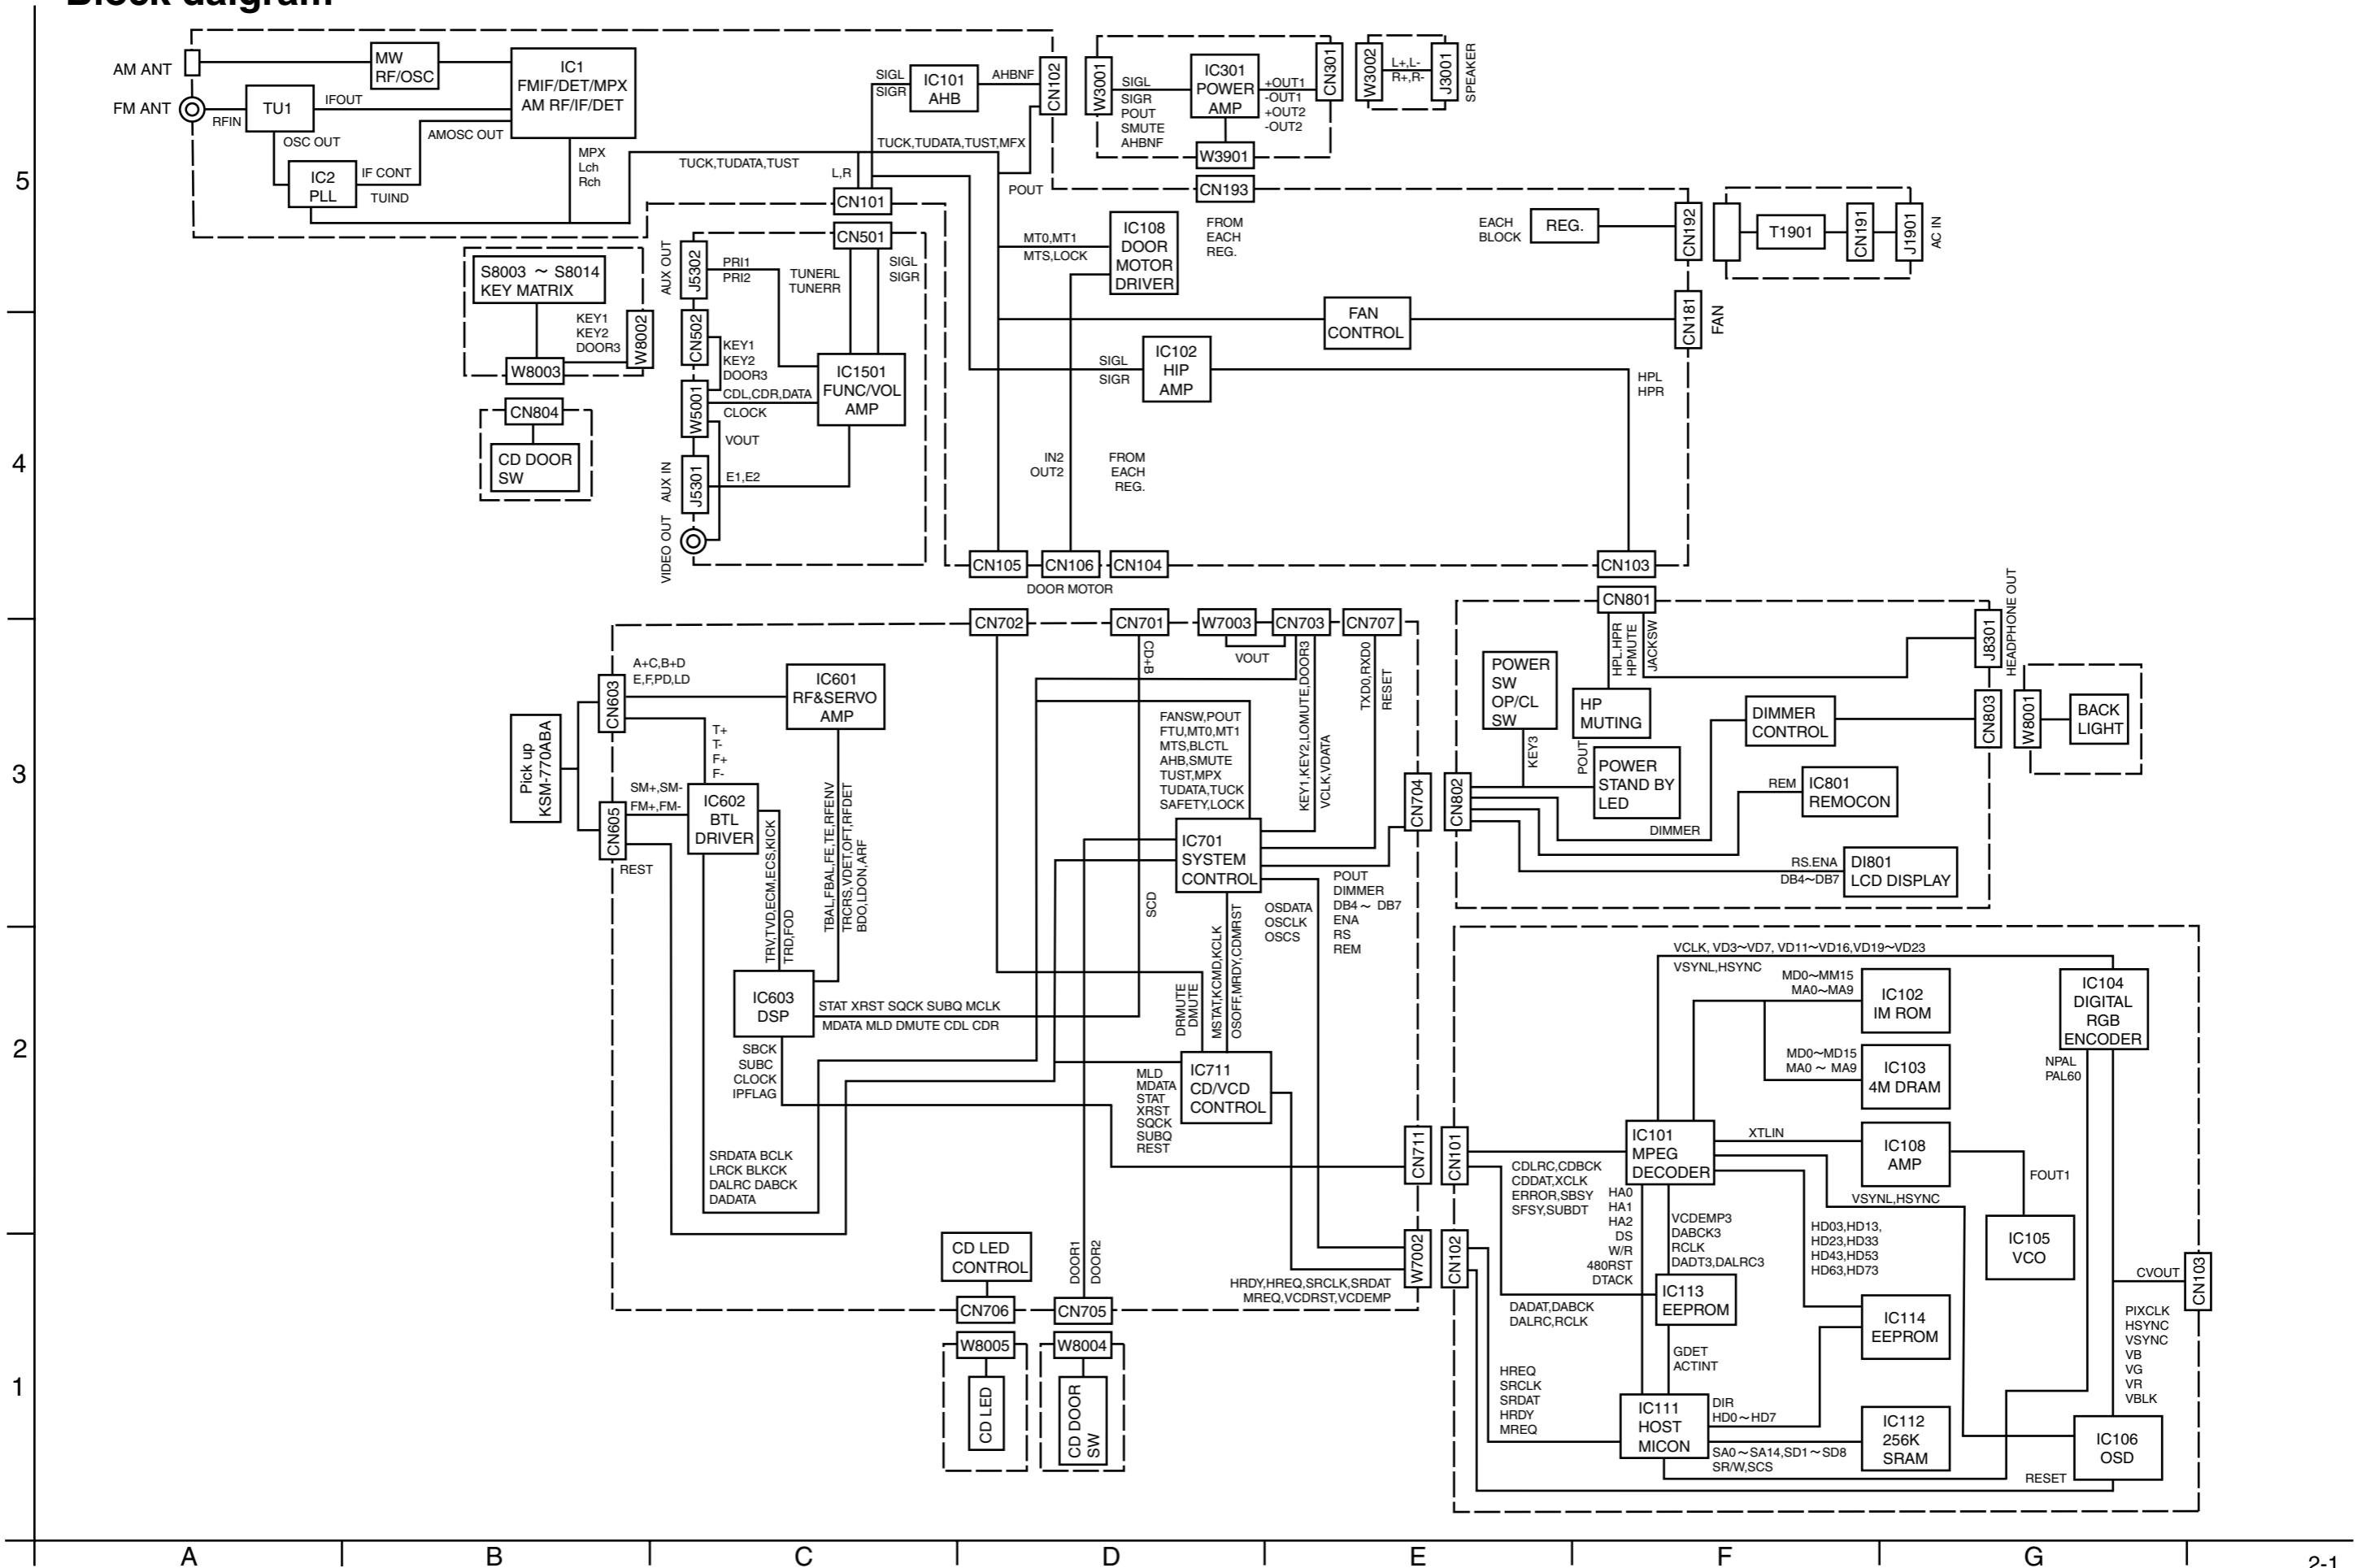 Block daigram
AM ANT
FM ANT
RFIN
TU1
IFOUT
OSC OUT
MW
RF/OSC
IC1
FMIF/DET/MPX
AM RF/IF/DET
AMOSC OUT
IC2
PLL
IF CONT
TUIND
MPX
Lch
Rch
TUCK,TUDATA,TUST
SIGL
SIGR
IC101
AHB
AHBNF
CN102
TUCK,TUDATA,TUST,MFX
L,R
POUT
CN101
W3001
SIGL
SIGR
POUT
SMUTE
AHBNF
IC301
POWER
AMP
+OUT1
-OUT1
+OUT2
-OUT2
CN301
W3901
W3002
L+,L-
R+,R-
J3001
SPEAKER
CN193
FROM
EACH
REG.
EACH
BLOCK
REG.
CN192
T1901
CN191
J1901
AC IN
5
S8003 ~ S8014
KEY MATRIX
KEY1
KEY2
DOOR3
W8002
W8003
CN804
CD DOOR
SW
CN501
AUX OUT
J5302
PRI1
PRI2
TUNERL
TUNERR
SIGL
SIGR
CN502
KEY1
KEY2
DOOR3
W5001
CDL,CDR,DATA
CLOCK
VOUT
IC1501
FUNC/VOL
AMP
AUX IN
J5301
E1,E2
VIDEO OUT
MT0,MT1
MTS,LOCK
IC108
DOOR
MOTOR
DRIVER
FAN
CONTROL
CN181
FAN
SIGL
SIGR
IC102
HIP
AMP
HPL
HPR
4
IN2
OUT2
FROM
EACH
REG.
CN105
CN106
CN104
DOOR MOTOR
CN103
CN702
CN701
W7003
CN703
CN707
VOUT
CD+B
KEY1,KEY2,LOMUTE,DOOR3
VCLK,VDATA
TXD0,RXD0
RESET
A+C,B+D
E,F,PD,LD
CN603
IC601
RF&SERVO
AMP
T+
T-
F+
F-
Pick up
KSM-770ABA
SM+,SM-
FM+,FM-
CN605
REST
IC602
BTL
DRIVER
TRV,TVD,ECM,ECS,KICK
TRD,FOD
TBAL,FBAL,FE,TE,RFENV
TRCRS,VDET,OFT,RFDET
BDO,LDON,ARF
FANSW,POUT
FTU,MT0,MT1
MTS,BLCTL
AHB,SMUTE
TUST,MPX
TUDATA,TUCK
SAFETY,LOCK
IC701
SYSTEM
CONTROL
CN704
POUT
DIMMER
DB4~ DB7
ENA
RS
REM
OSDATA
OSCLK
OSCS
SCD
MSTAT,KCMD,KCLK
OSOFF,MRDY,CDMRST
DRMUTE
DMUTE
3
CN801
HPL.HPR
HPMUTE
JACKSW
POWER
SW
OP/CL
SW
HP
MUTING
KEY3
POUT
POWER
STAND BY
LED
CN802
DIMMER
DIMMER
CONTROL
REM
IC801
REMOCON
RS.ENA
DB4~DB7
DI801
LCD DISPLAY
J8301
HEADPHONE OUT
CN803
W8001
BACK
LIGHT
IC603
DSP
STAT XRST SQCK SUBQ MCLK
MDATA MLD DMUTE CDL CDR
SBCK
SUBC
CLOCK
IPFLAG
MLD
MDATA
STAT
XRST
SQCK
SUBQ
REST
IC711
CD/VCD
CONTROL
SRDATA BCLK
LRCK BLKCK
DALRC DABCK
DADATA
CN711
W7002
HRDY,HREQ,SRCLK,SRDAT
MREQ,VCDRST,VCDEMP
2
CD LED
CONTROL
DOOR1
DOOR2
CN706
CN705
W8005
W8004
CD LED
CD DOOR
SW
VCLK, VD3~VD7, VD11~VD16,VD19~VD23
VSYNL,HSYNC
MD0~MM15
MA0~MA9
IC102
IM ROM
MD0~MD15
MA0 ~ MA9
IC103
4M DRAM
IC104
DIGITAL
RGB
ENCODER
NPAL
PAL60
CN101
IC101
MPEG
DECODER
XTLIN
IC108
AMP
FOUT1
VSYNL,HSYNC
IC105
VCO
CDLRC,CDBCK
CDDAT,XCLK
ERROR,SBSY
SFSY,SUBDT
HA0
HA1
HA2
DS
W/R
480RST
DTACK
VCDEMP3
DABCK3
RCLK
DADT3,DALRC3
HD03,HD13,
HD23,HD33
HD43,HD53
HD63,HD73
CN102
IC113
EEPROM
DADAT,DABCK
DALRC,RCLK
IC114
EEPROM
CVOUT
CN103
PIXCLK
HSYNC
VSYNC
VB
VG
VR
VBLK
GDET
ACTINT
HREQ
SRCLK
SRDAT
HRDY
MREQ
IC111
HOST
MICON
DIR
HD0~HD7
SA0~SA14,SD1~SD8
SR/W,SCS
IC112
256K
SRAM
IC106
OSD
RESET
1
A
B
C
D
E
F
G
2-1